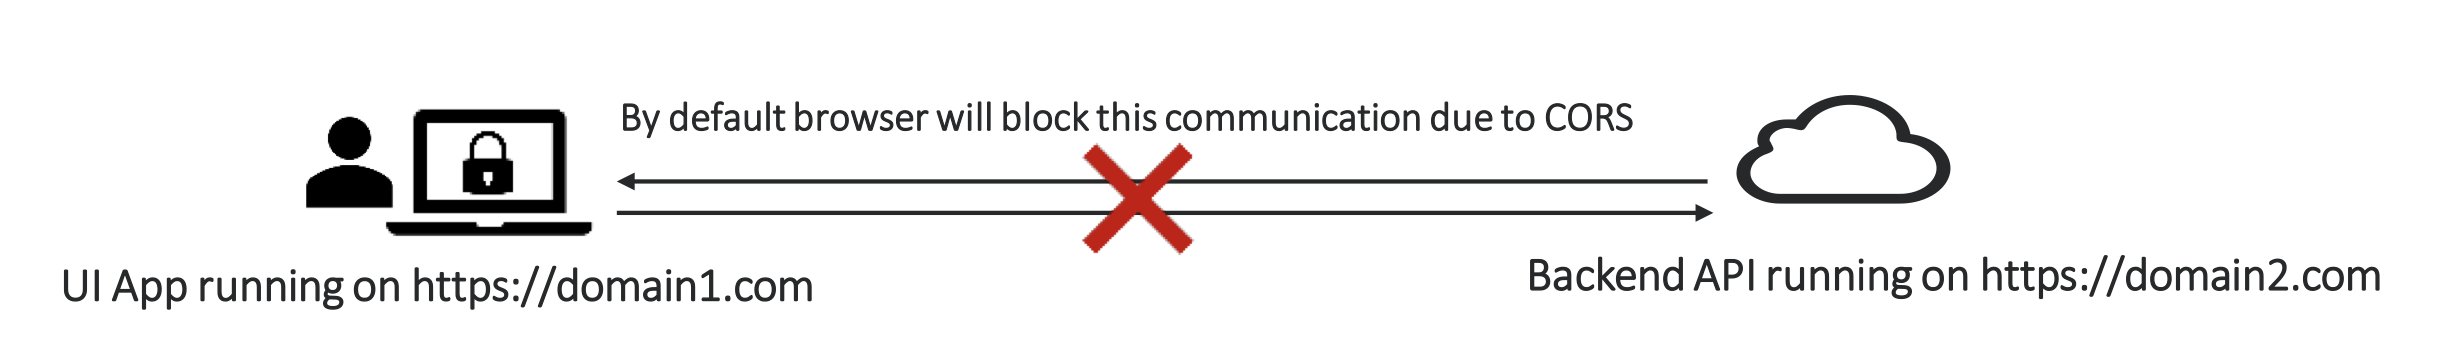 By default browser will block this communication due to CORS
UI App running on https://domain1.com
Backend API running on https://domain2.com